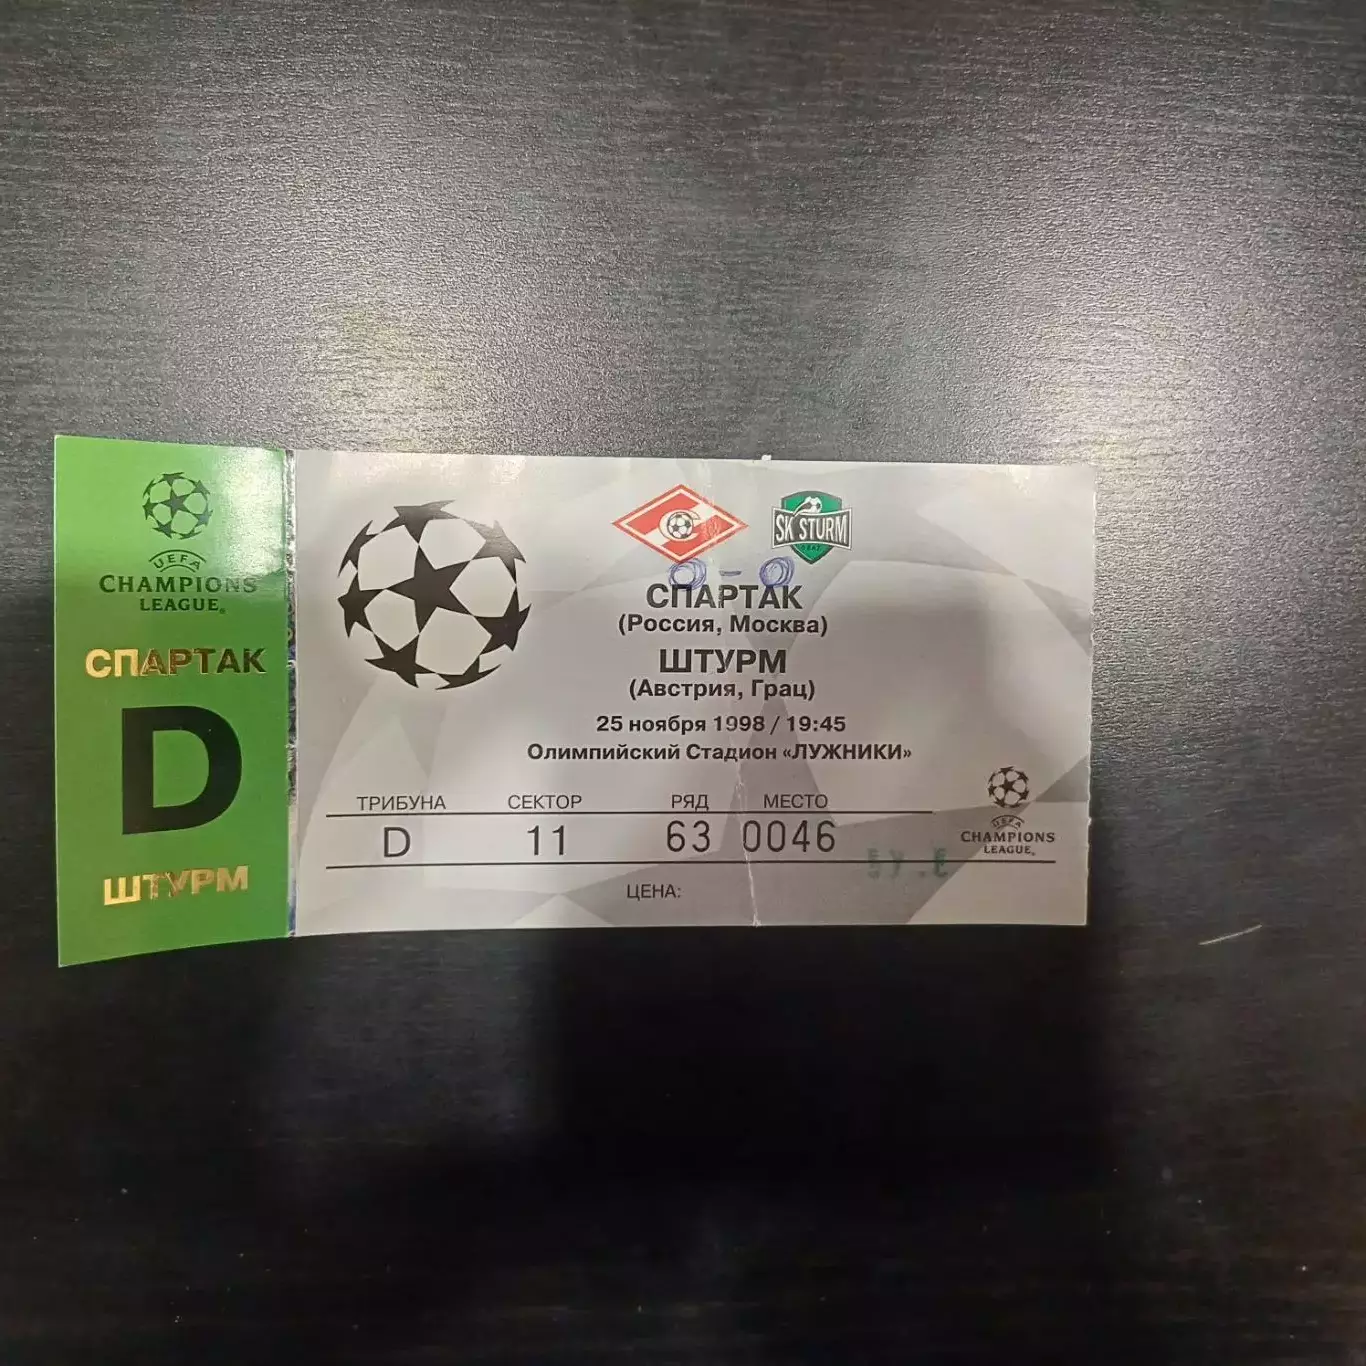 UEFA
CHAMPIONS
LEAGUE®
СПАРТАК
D
ШТУРМ
SK STURM
GRAZ
0-0
СПАРТАК
(Россия, Москва)
ШТУРМ
(Австрия, Грац)
25 ноября 1998 / 19:45
Олимпийский Стадион «ЛУЖНИКИ»
ТРИБУНА СЕКТОР РЯД МЕСТО
D 11 63 0046
ЦЕНА:
UEFA
CHAMPIONS
LEAGUE®